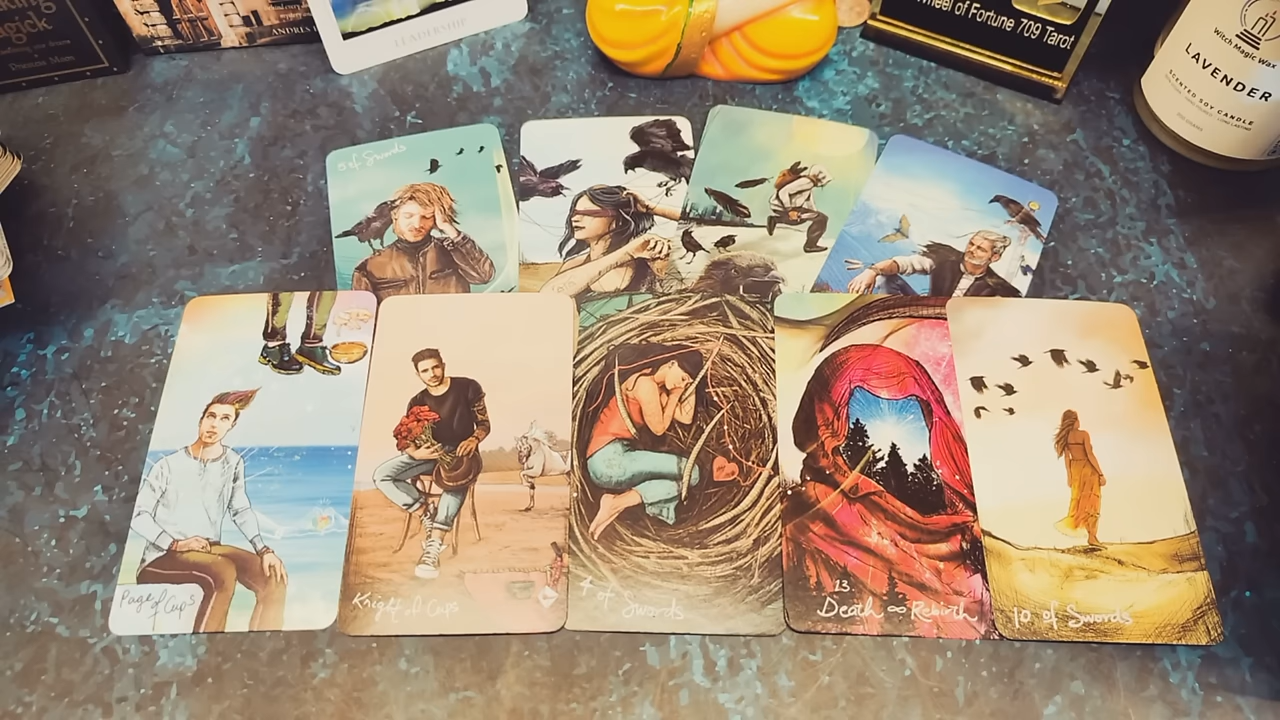 LEADERSHIP
Wheel of Fortune 709 Tarot
Witch Magic Wax
LAVENDER
SCENTED SOY CANDLE
5 of Swords
Page of Cups
Knight of Cups
4 of Swords
13.
Death ∞ Rebirth
10 of Swords